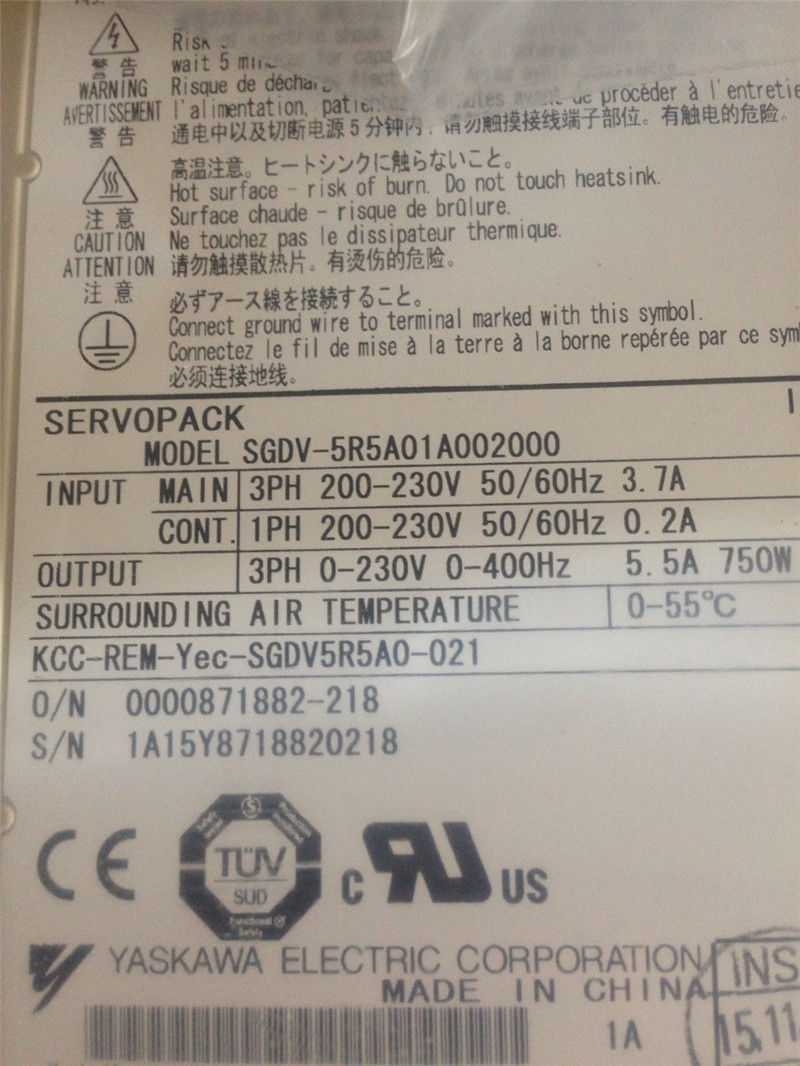 Risk of electric shock
警告 wait 5 min
WARNING Risque de
AVERTISSEMENT l'alimentation, de procéder à l'entretie
警告 通电中以及切断电源5分钟内，请勿触摸接线端子部位。有触电的危险。
高温注意。ヒートシンクに触らないこと。
Hot surface - risk of burn. Do not touch heatsink.
注意 Surface chaude - risque de brûlure.
CAUTION Ne touchez pas le dissipateur thermique.
ATTENTION 请勿触摸散热片。有烫伤的危险。
注意 必ずアース線を接続すること。
Connect ground wire to terminal marked with this symbol.
Connectez le fil de mise à la terre à la borne repérée par ce sym
必须连接地线。
SERVOPACK
MODEL SGDV-5R5A01A002000
INPUT MAIN 3PH 200-230V 50/60Hz 3.7A
CONT. 1PH 200-230V 50/60Hz 0.2A
OUTPUT 3PH 0-230V 0-400Hz 5.5A 750W
SURROUNDING AIR TEMPERATURE 0-55℃
KCC-REM-Yec-SGDV5R5A0-021
O/N 0000871882-218
S/N 1A15Y8718820218
CE TÜV SÜD Functional Safety c RU US
YASKAWA ELECTRIC CORPORATION
MADE IN CHINA
INS
1A 15.11